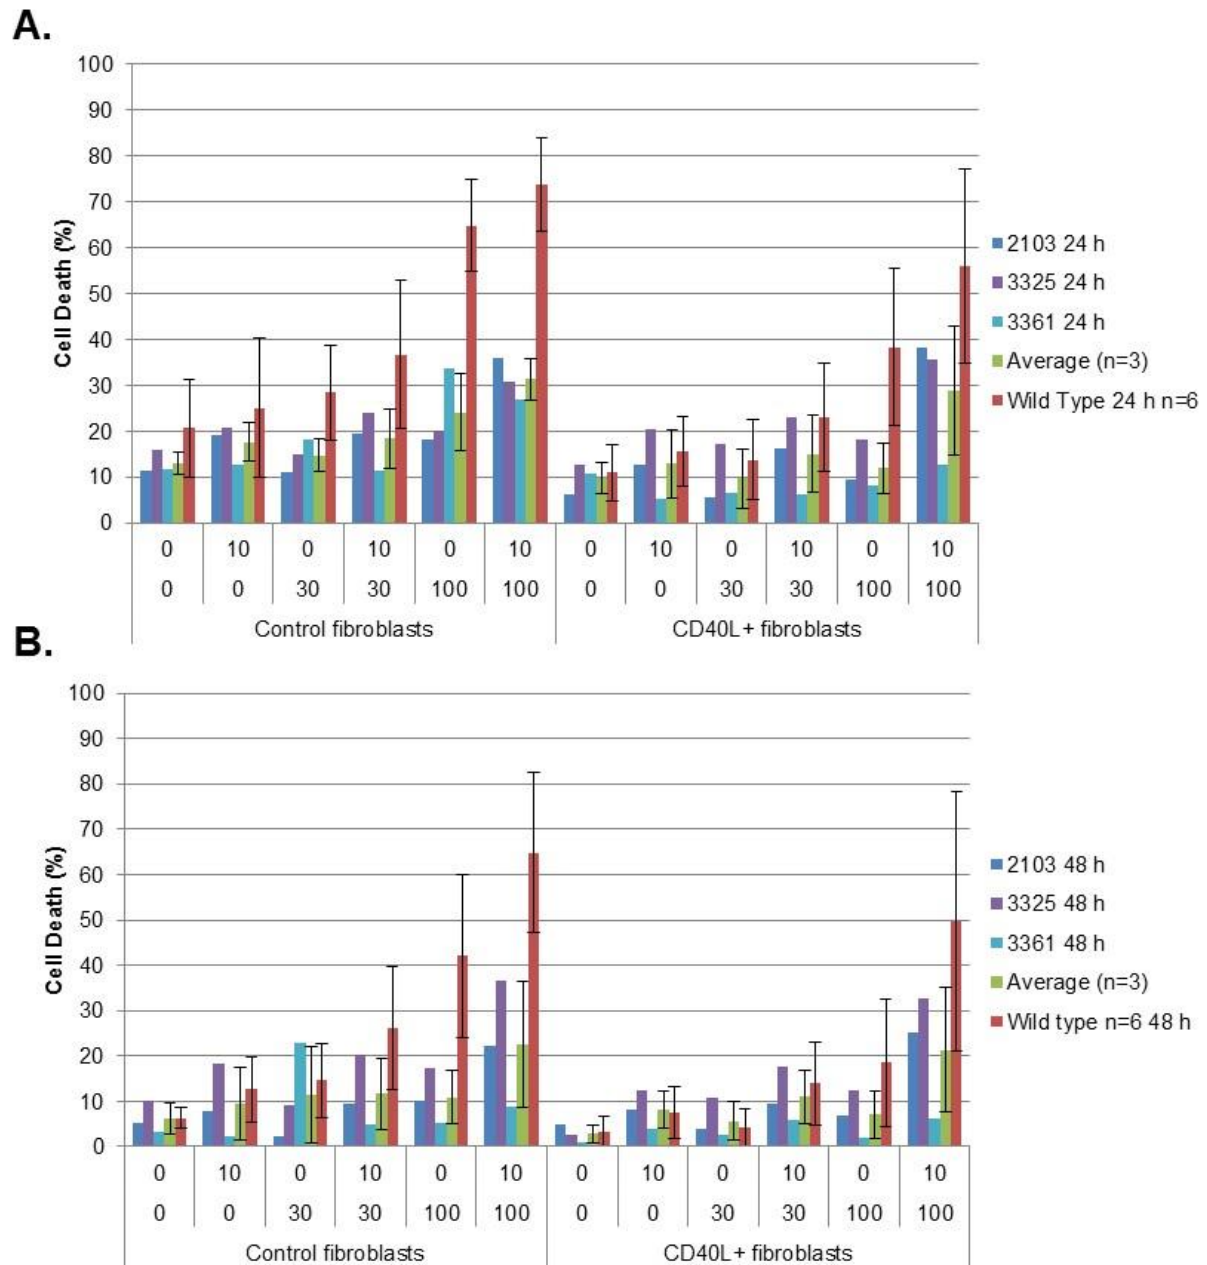 A.
100
90
80
70
60
50
40
30
20
10
0
Cell Death (%)
2103 24 h
3325 24 h
3361 24 h
Average (n=3)
Wild Type 24 h n=6
0 10 0 10 0 10 0 10 0 10 0 10
0 0 30 30 100 100 0 0 30 30 100 100
Control fibroblasts CD40L+ fibroblasts
B.
100
90
80
70
60
50
40
30
20
10
0
Cell Death (%)
2103 48 h
3325 48 h
3361 48 h
Average (n=3)
Wild type n=6 48 h
0 10 0 10 0 10 0 10 0 10 0 10
0 0 30 30 100 100 0 0 30 30 100 100
Control fibroblasts CD40L+ fibroblasts